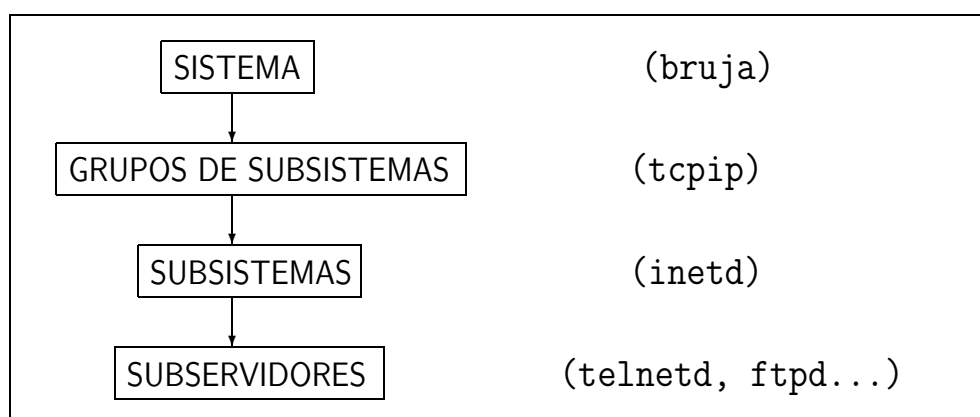 SISTEMA (bruja)
GRUPOS DE SUBSISTEMAS (tcpip)
SUBSISTEMAS (inetd)
SUBSERVIDORES (telnetd, ftpd...)